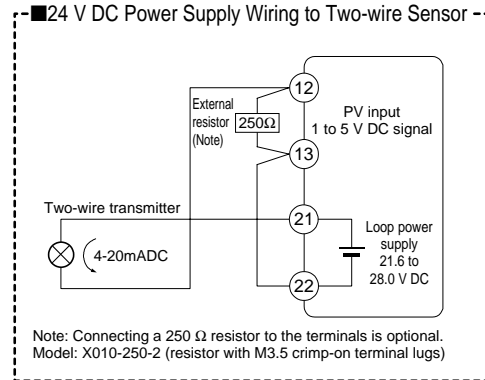 ■24 V DC Power Supply Wiring to Two-wire Sensor
12
External
resistor
(Note)
250Ω
PV input
1 to 5 V DC signal
13
Two-wire transmitter
21
4-20mADC
Loop power
supply
21.6 to
28.0 V DC
22
Note: Connecting a 250 Ω resistor to the terminals is optional.
Model: X010-250-2 (resistor with M3.5 crimp-on terminal lugs)